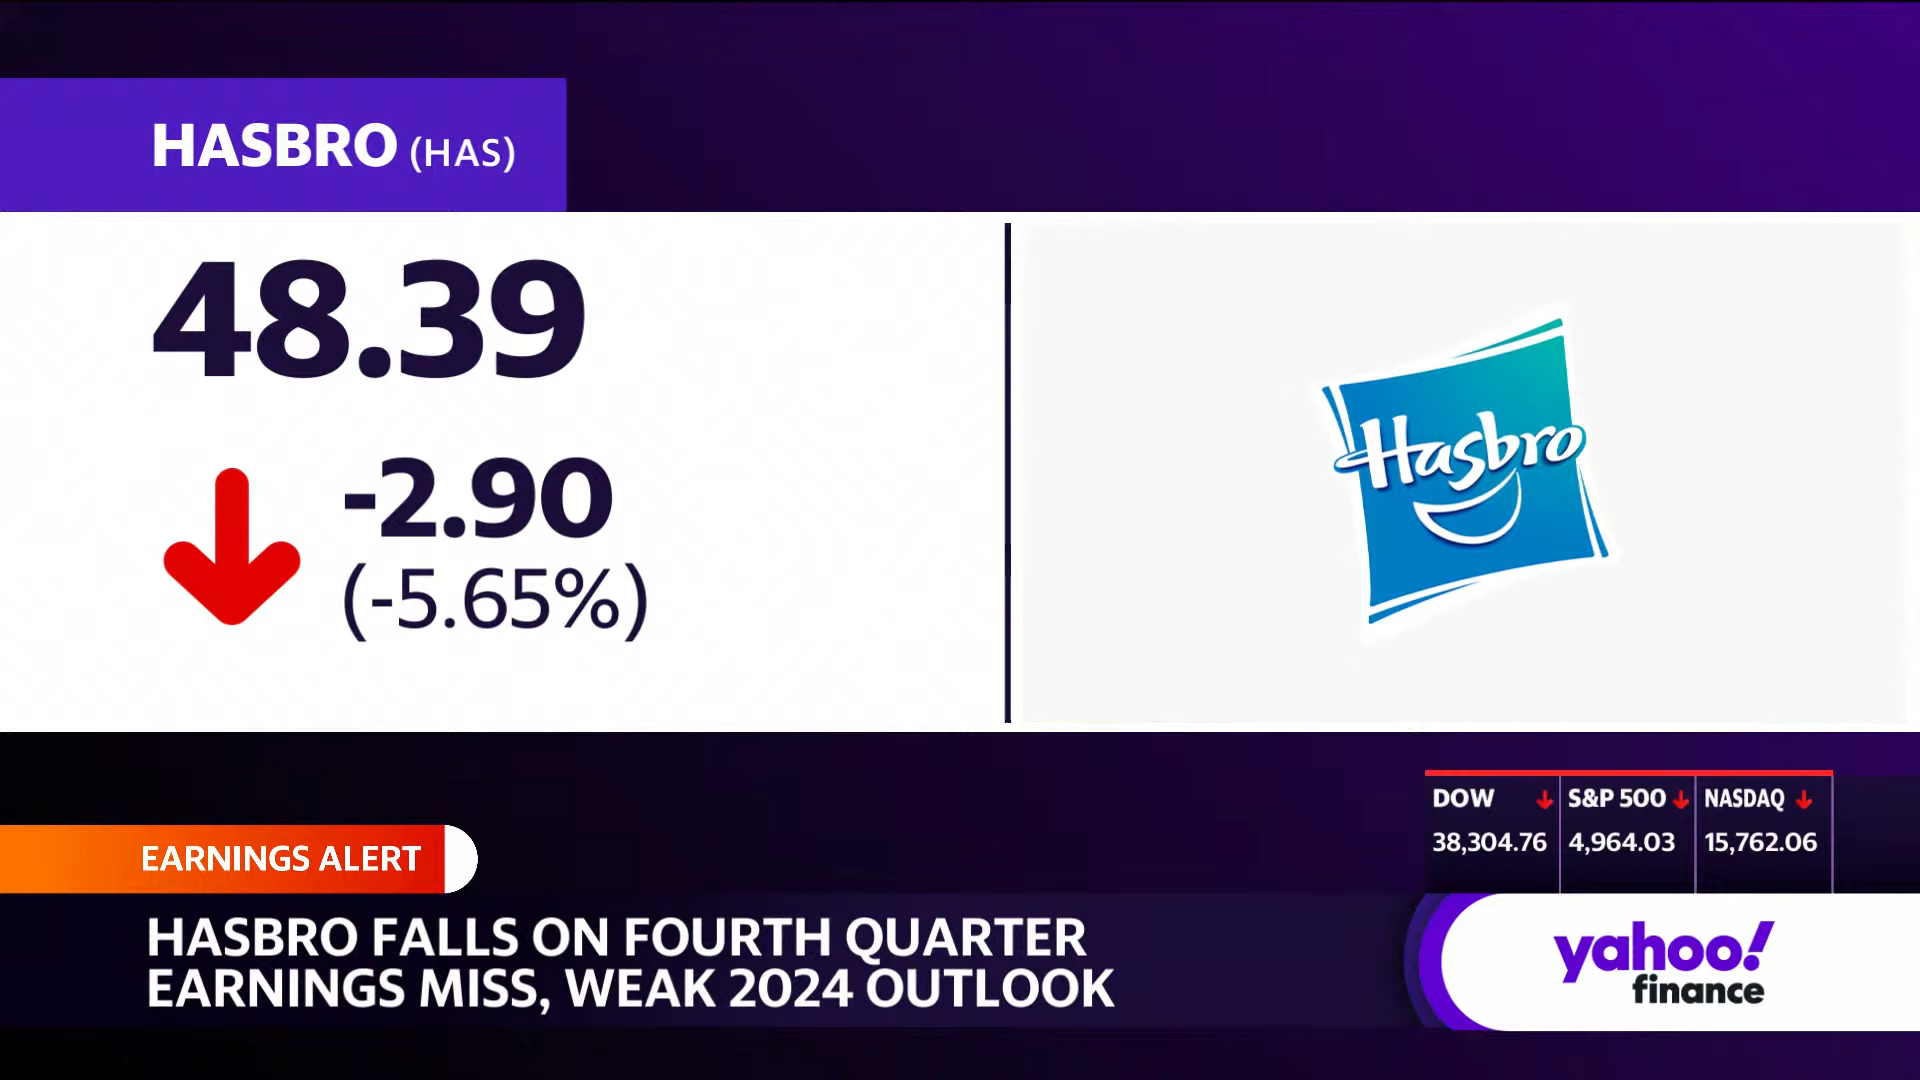 HASBRO (HAS)
48.39
-2.90
(-5.65%)
Hasbro
DOW
38,304.76
S&P 500
4,964.03
NASDAQ
15,762.06
EARNINGS ALERT
HASBRO FALLS ON FOURTH QUARTER
EARNINGS MISS, WEAK 2024 OUTLOOK
yahoo!
finance